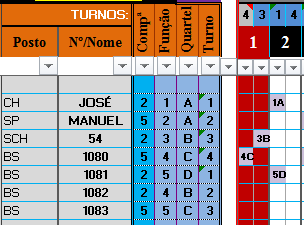 TURNOS: 4 3 1 4
Posto Nº/Nome Compª Função Quartel Turno 1 2
CH JOSÉ 2 1 A 1 1A
SP MANUEL 5 2 A 2
SCH 54 2 3 B 3 3B
BS 1080 5 4 C 4 4C
BS 1081 2 5 D 1 5D
BS 1082 2 4 B 2
BS 1083 5 5 C 3